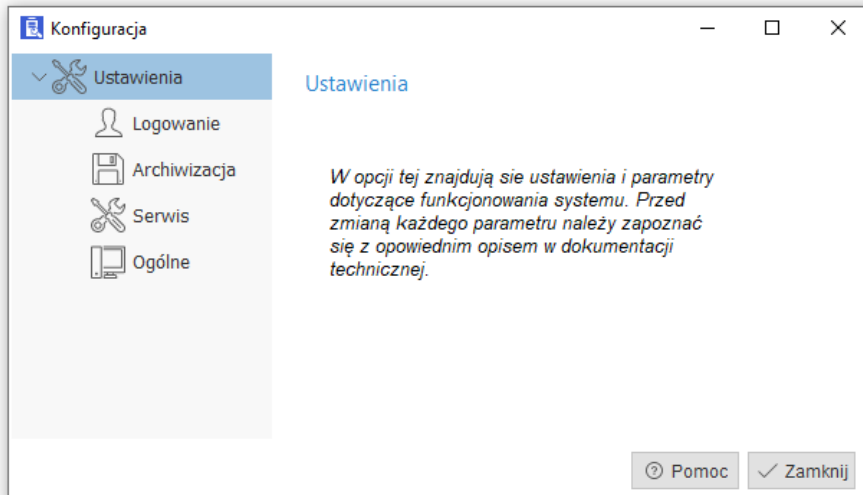 Konfiguracja
Ustawienia
Logowanie
Archiwizacja
Serwis
Ogólne
Ustawienia
W opcji tej znajdują sie ustawienia i parametry
dotyczące funkcjonowania systemu. Przed
zmianą każdego parametru należy zapoznać
się z opowiednim opisem w dokumentacji
technicznej.
Pomoc
Zamknij